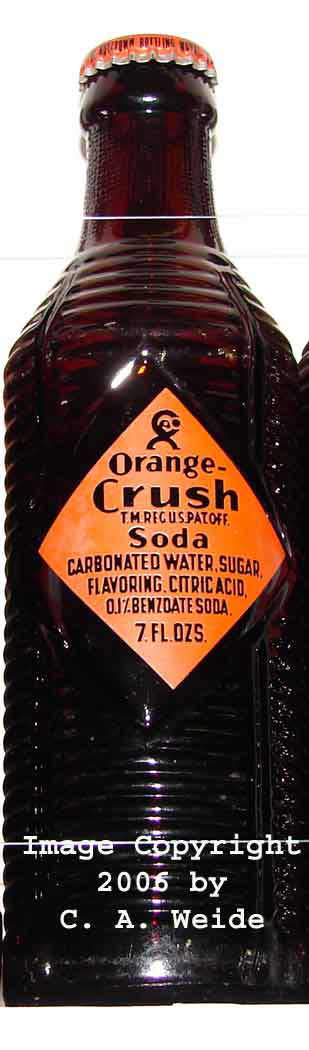 BOTTLING
Orange-
Crush
T.M.REG.U.S.PAT.OFF.
Soda
CARBONATED WATER, SUGAR,
FLAVORING, CITRIC ACID,
0.1% BENZOATE SODA.
7 FL. OZS.
Image Copyright
2006 by
C. A. Weide